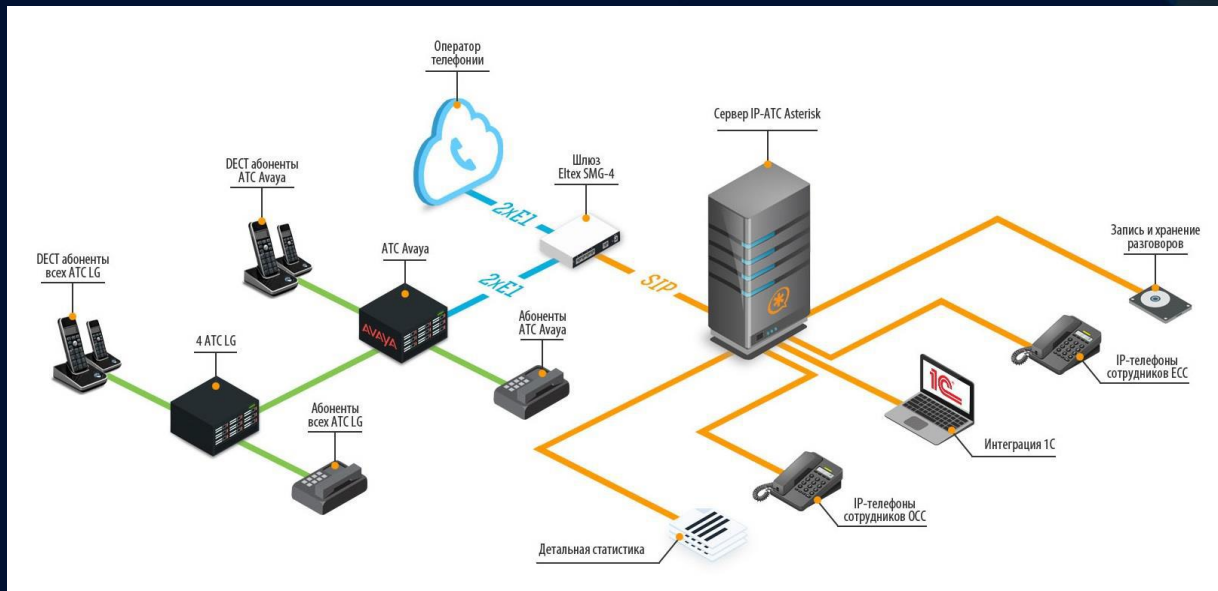 Оператор
телефонии
Сервер IP-АТС Asterisk
Шлюз
Eltex SMG-4
DECT абоненты
АТС Avaya
2xE1
Запись и хранение
разговоров
АТС Avaya
DECT абоненты
всех АТС LG
2xE1
SIP
AVAYA
Абоненты
АТС Avaya
4 АТС LG
IP-телефоны
сотрудников ЕСС
1С
Абоненты
всех АТС LG
Интеграция 1С
IP-телефоны
сотрудников ОСС
Детальная статистика